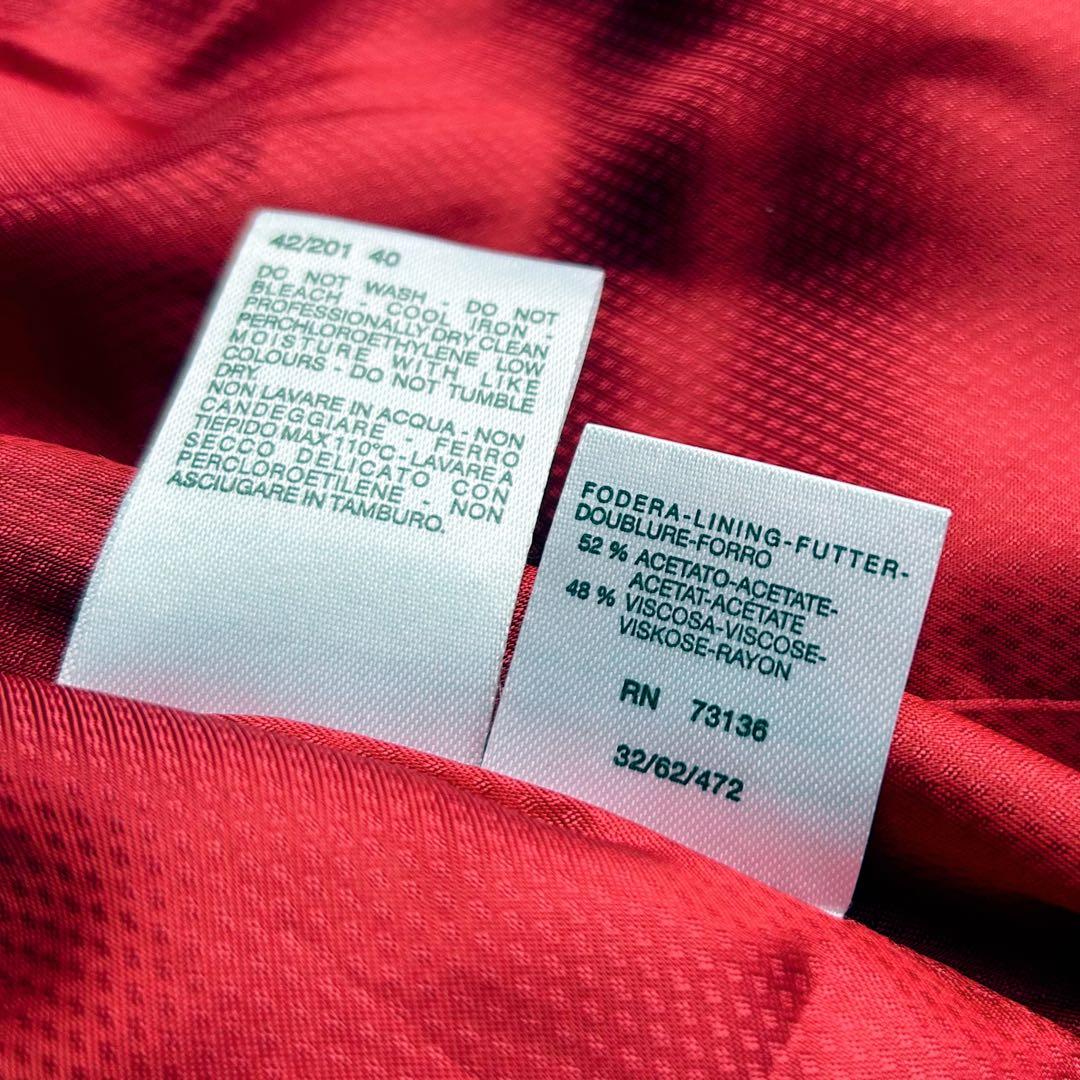 42/201 40
DO NOT WASH - DO NOT
BLEACH - COOL IRON -
PROFESSIONALLY DRY CLEAN
PERCHLOROETHYLENE LOW
MOISTURE WITH LIKE
COLOURS - DO NOT TUMBLE
DRY
NON LAVARE IN ACQUA - NON
CANDEGGIARE - FERRO
TIEPIDO MAX 110°C - LAVARE A
SECCO DELICATO CON
PERCLOROETILENE - NON
ASCIUGARE IN TAMBURO.
FODERA-LINING-FUTTER-
DOUBLURE-FORRO
52 % ACETATO-ACETATE-
ACETAT-ACÉTATE
48 % VISCOSA-VISCOSE-
VISKOSE-RAYON
RN 73136
32/62/472